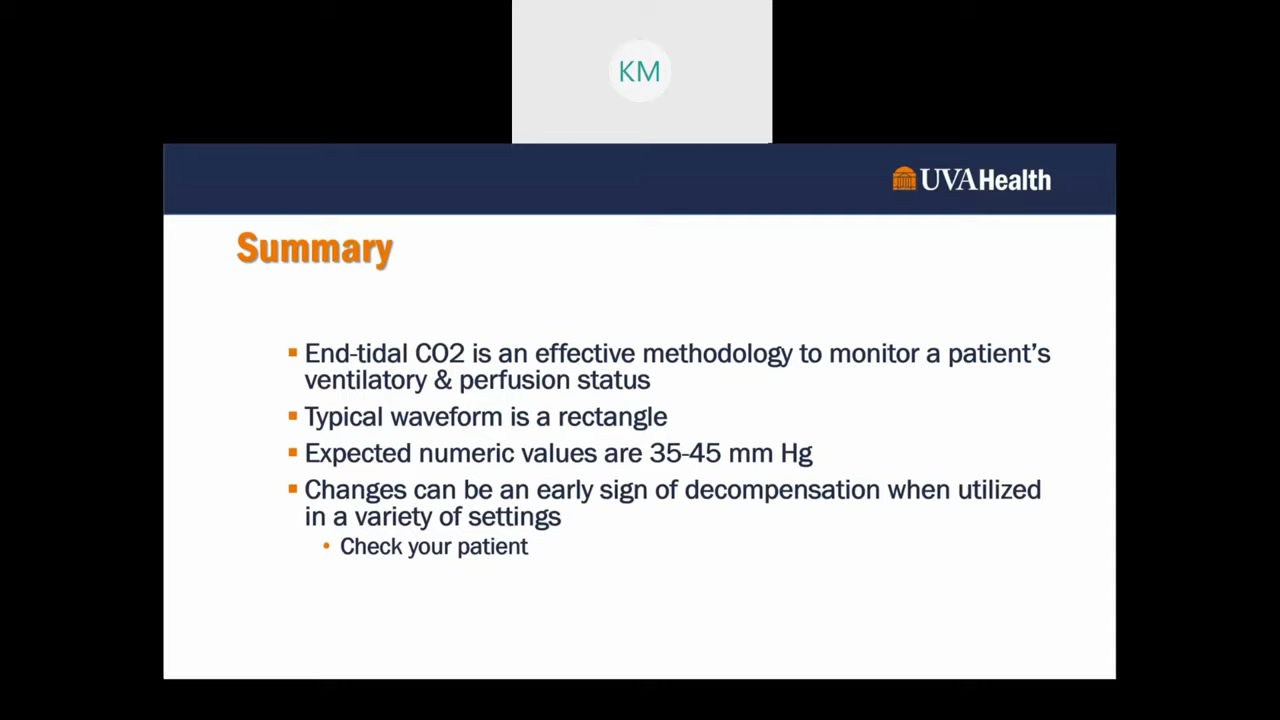 KM
UVAHealth
Summary
▪ End-tidal CO2 is an effective methodology to monitor a patient’s
ventilatory & perfusion status
▪ Typical waveform is a rectangle
▪ Expected numeric values are 35-45 mm Hg
▪ Changes can be an early sign of decompensation when utilized
in a variety of settings
• Check your patient